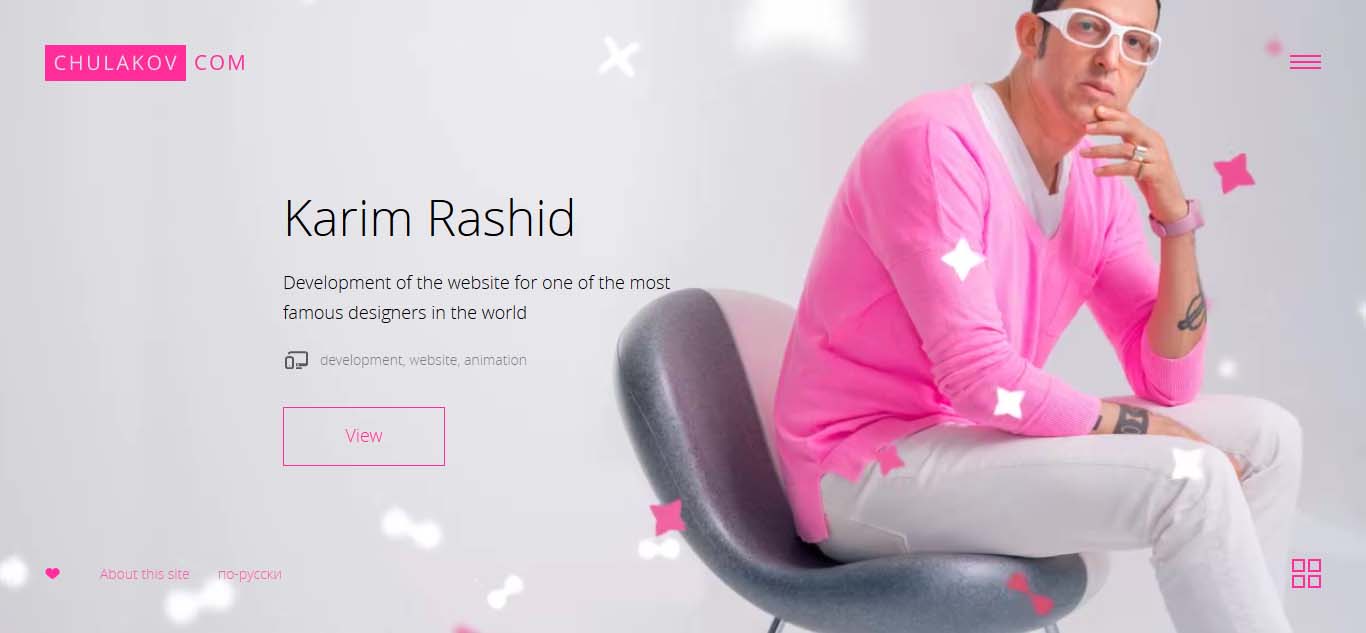 CHULAKOV COM
Karim Rashid
Development of the website for one of the most
famous designers in the world
development, website, animation
View
About this site по-русски